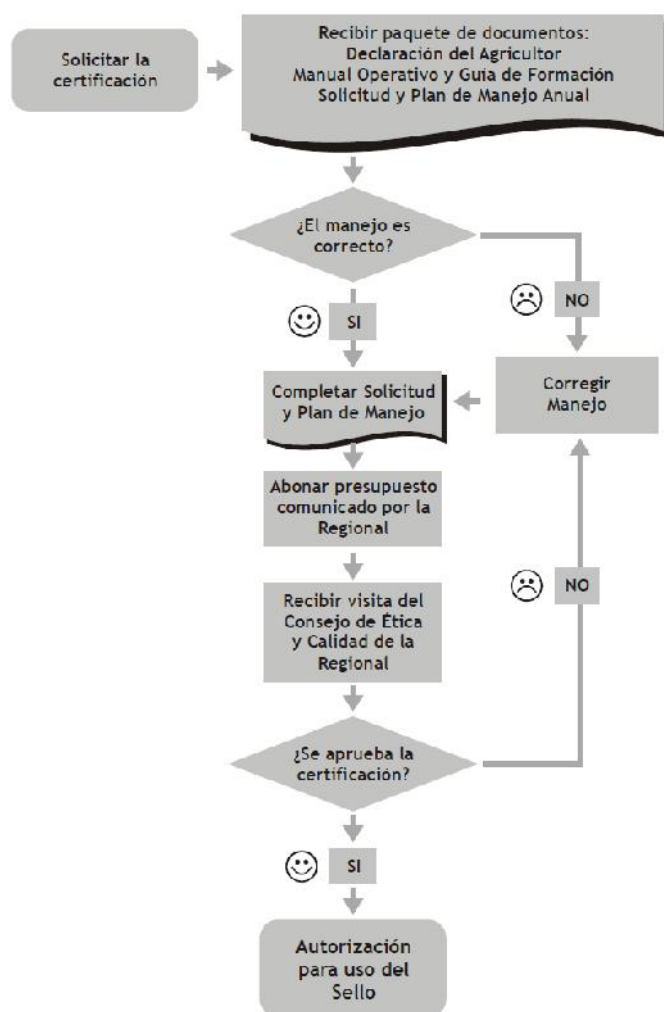 Solicitar la
certificación
Recibir paquete de documentos:
Declaración del Agricultor
Manual Operativo y Guía de Formación
Solicitud y Plan de Manejo Anual
¿El manejo es
correcto?
NO
SI
Corregir
Manejo
Completar Solicitud
y Plan de Manejo
Abonar presupuesto
comunicado por la
Regional
NO
Recibir visita del
Consejo de Ética
y Calidad de la
Regional
¿Se aprueba la
certificación?
SI
Autorización
para uso del
Sello